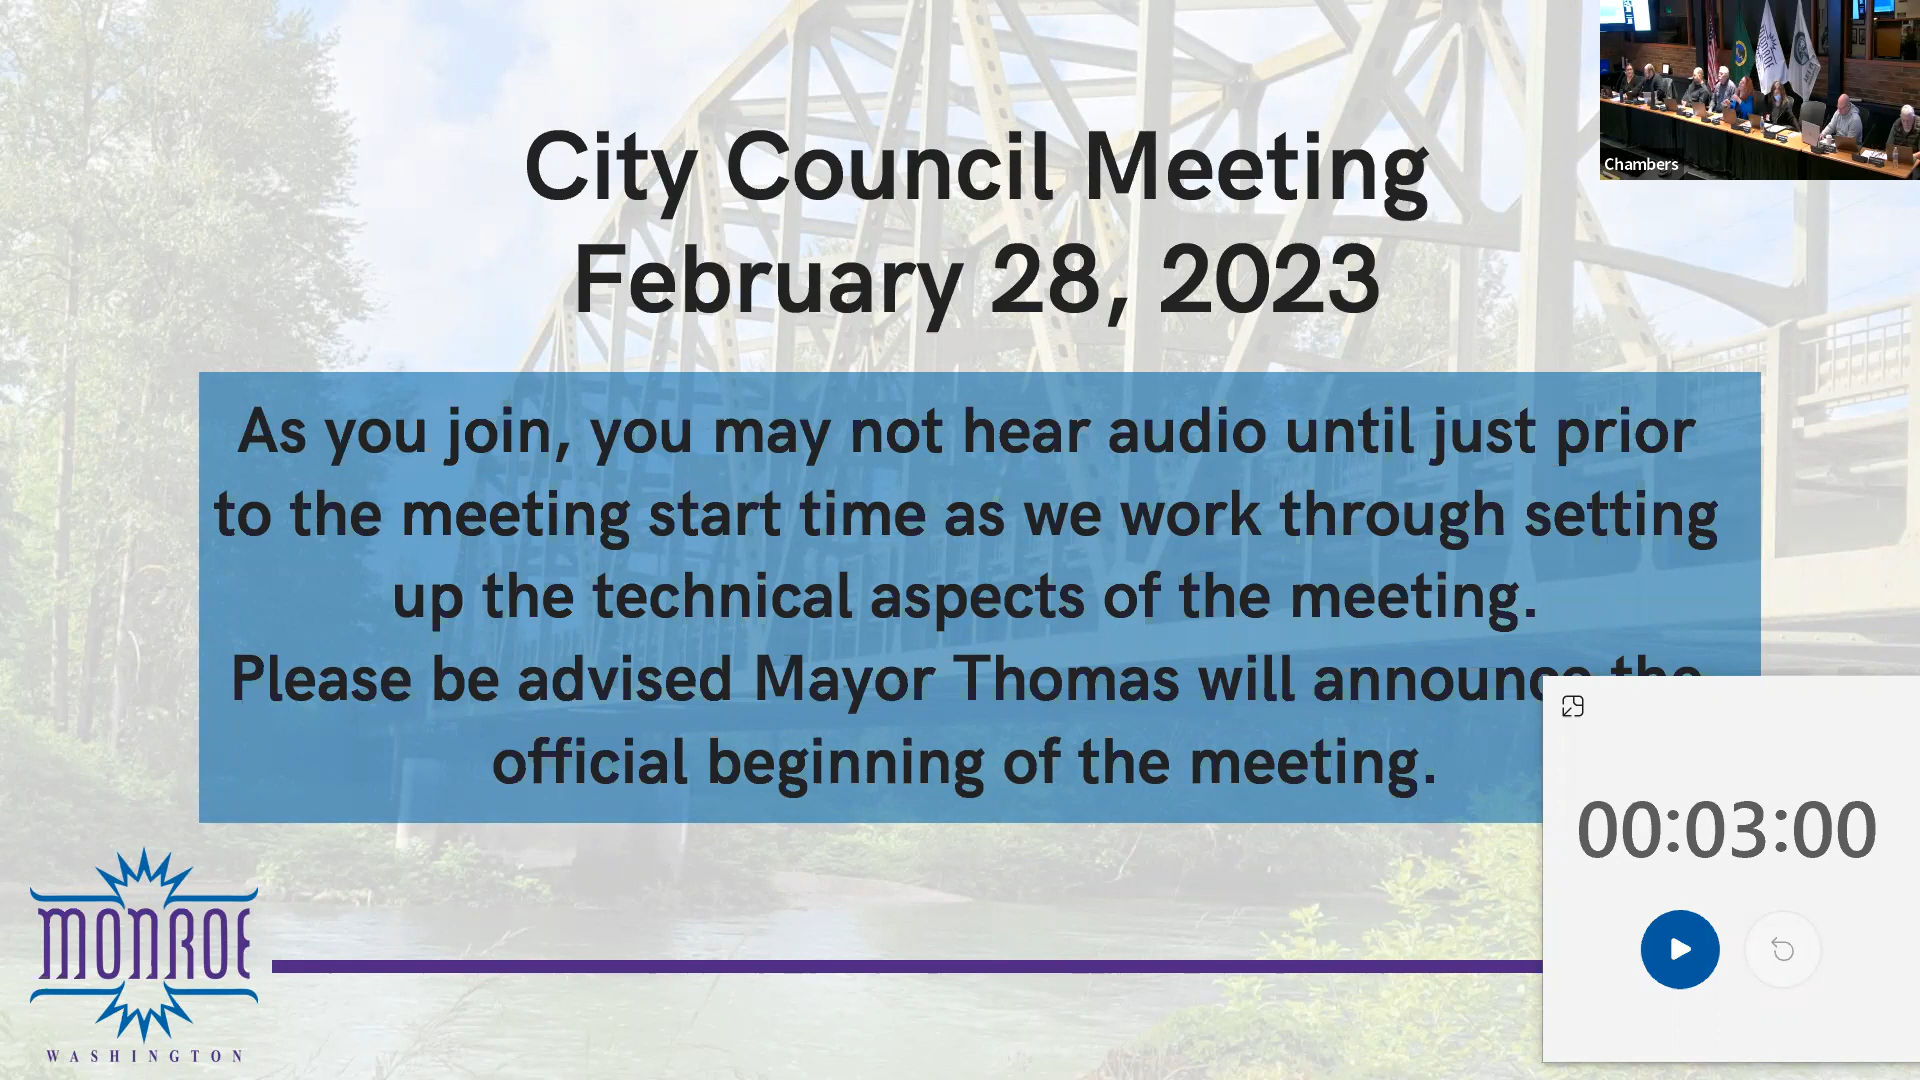 City Council Meeting
February 28, 2023
Chambers
As you join, you may not hear audio until just prior
to the meeting start time as we work through setting
up the technical aspects of the meeting.
Please be advised Mayor Thomas will announce the
official beginning of the meeting.
00:03:00
MONROE
WASHINGTON